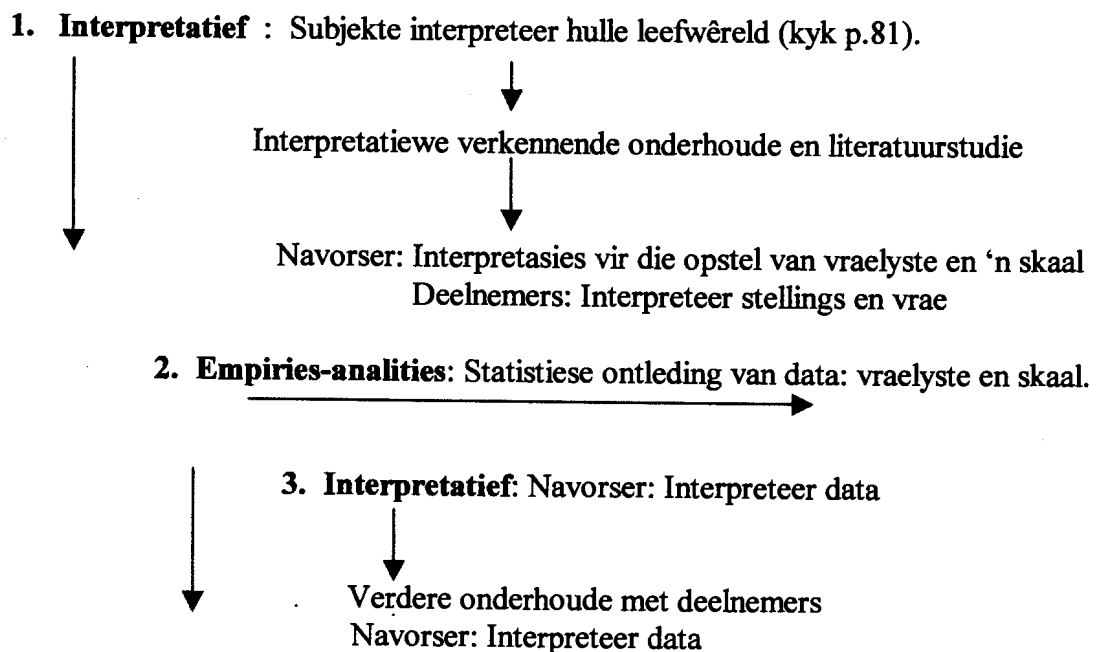 1. Interpretatief : Subjekte interpreteer hulle leefwêreld (kyk p.81).
Interpretatiewe verkennende onderhoude en literatuurstudie
Navorser: Interpretasies vir die opstel van vraelyste en ‘n skaal
Deelnemers: Interpreteer stellings en vrae
2. Empiries-analities: Statistiese ontleding van data: vraelyste en skaal.
3. Interpretatief: Navorser: Interpreteer data
Verdere onderhoude met deelnemers
Navorser: Interpreteer data